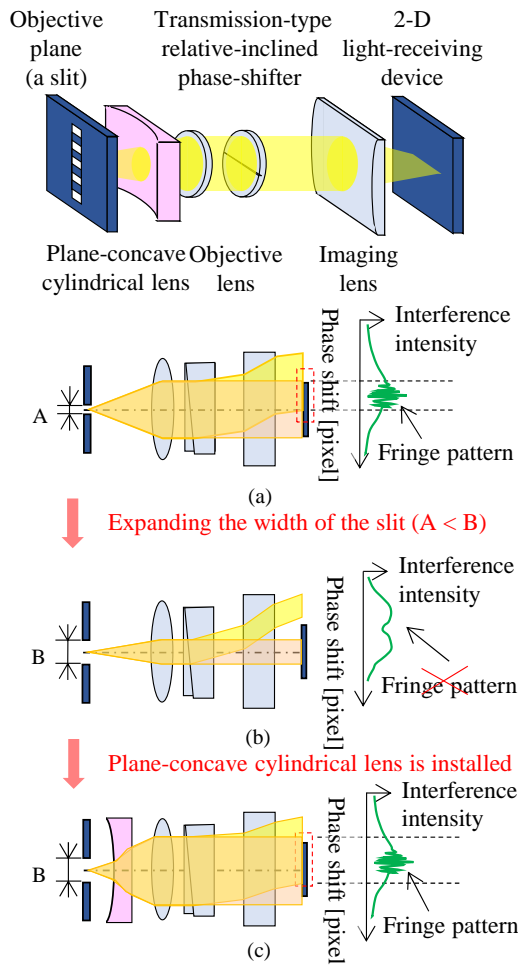 Objective
plane
(a slit)
Transmission-type
relative-inclined
phase-shifter
2-D
light-receiving
device
Plane-concave
cylindrical lens
Objective
lens
Imaging
lens
A
Phase shift [pixel]
Interference
intensity
Fringe pattern
(a)
Expanding the width of the slit (A < B)
B
Phase shift [pixel]
Interference
intensity
Fringe pattern
(b)
Plane-concave cylindrical lens is installed
B
Phase shift [pixel]
Interference
intensity
Fringe pattern
(c)